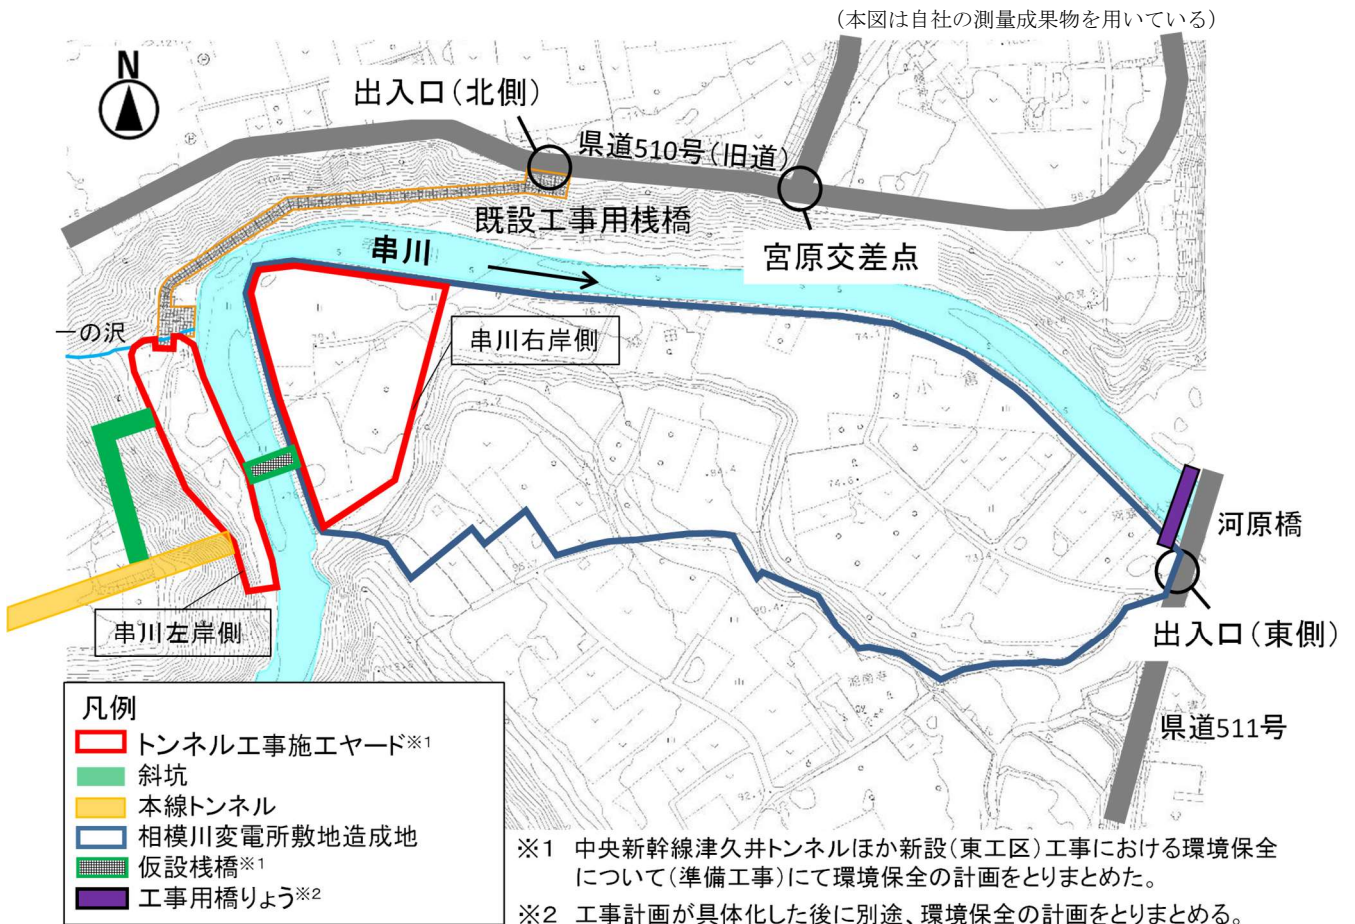 （本図は自社の測量成果物を用いている）
N
出入口（北側）
県道510号（旧道）
既設工事用桟橋
串川
宮原交差点
一の沢
串川右岸側
河原橋
串川左岸側
出入口（東側）
県道511号
凡例
トンネル工事施工ヤード※1
斜坑
本線トンネル
相模川変電所敷地造成地
仮設桟橋※1
工事用橋りょう※2
※1 中央新幹線津久井トンネルほか新設（東工区）工事における環境保全
について（準備工事）にて環境保全の計画をとりまとめた。
※2 工事計画が具体化した後に別途、環境保全の計画をとりまとめる。